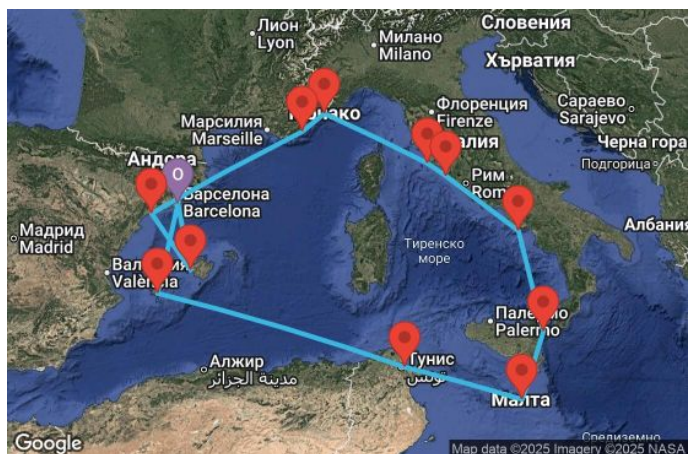 Лион
Lyon
Милано
Milano
Словения
Хърватия
Сараево
Sarajevo
Черна гора
Подгорица
Албания
Марсилия
Marseille
Флоренция
Firenze
Рим
Андора
О
Барселона
Barcelona
Мадрид
Madrid
València
Тиренско
море
Palermo
Алжир
مدينة الجزائر
Тунис
تونس
Малта
Средиземно
Google
Map data ©2025 Imagery ©2025 NASA